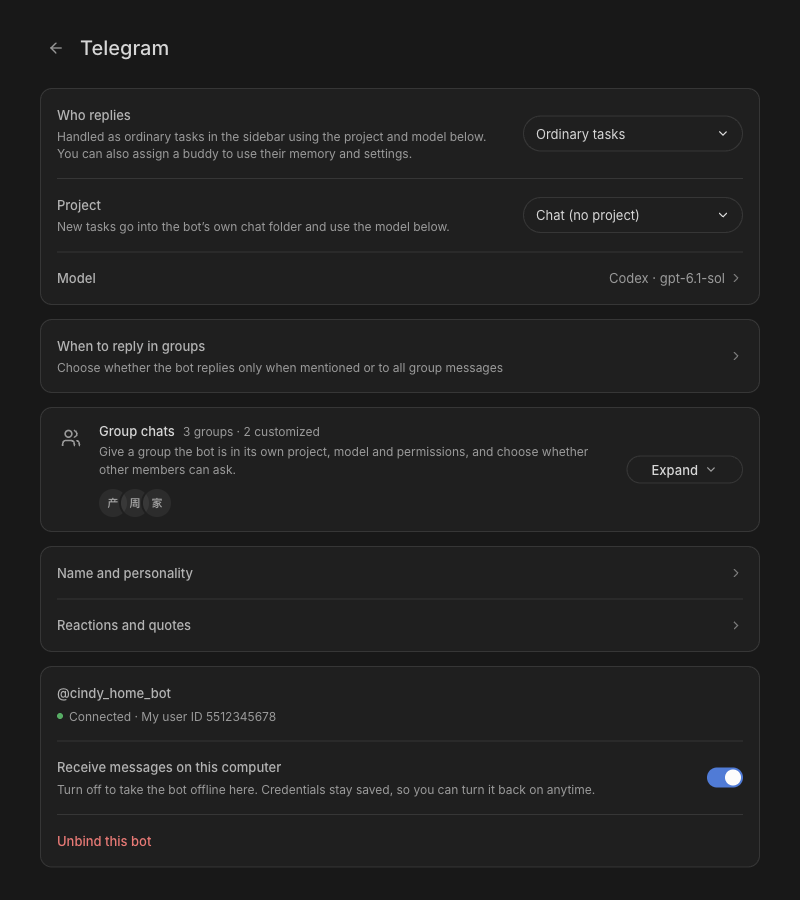 Telegram
Who replies
Handled as ordinary tasks in the sidebar using the project and model below.
You can also assign a buddy to use their memory and settings.
Ordinary tasks
Project
New tasks go into the bot’s own chat folder and use the model below.
Chat (no project)
Model
Codex · gpt-6.1-sol
When to reply in groups
Choose whether the bot replies only when mentioned or to all group messages
Group chats 3 groups · 2 customized
Give a group the bot is in its own project, model and permissions, and choose whether
other members can ask.
Expand
产 周 家
Name and personality
Reactions and quotes
@cindy_home_bot
Connected · My user ID 5512345678
Receive messages on this computer
Turn off to take the bot offline here. Credentials stay saved, so you can turn it back on anytime.
Unbind this bot